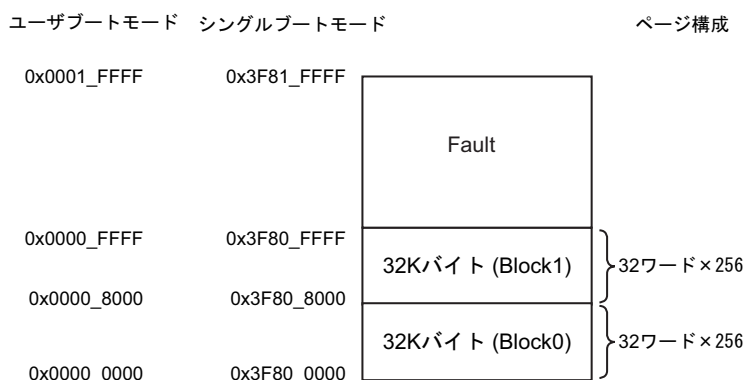 ユーザブートモード シングルブートモード ページ構成
0x0001_FFFF 0x3F81_FFFF
Fault
0x0000_FFFF 0x3F80_FFFF
32Kバイト (Block1) 32ワード×256
0x0000_8000 0x3F80_8000
32Kバイト (Block0) 32ワード×256
0x0000_0000 0x3F80_0000